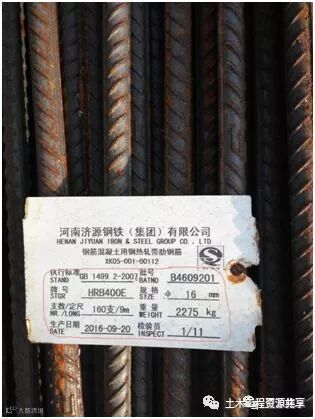 河南济源钢铁(集团)有限公司
HENAN JIYUAN IRON & STEEL GROUP CO., LTD
钢筋混凝土用钢热轧带肋钢筋
XK05-001-00112
执行标准 STAND GB 1499.2-2007 批号 BATNO B4609201
牌号 STGR HRB400E 规格 SIZE Φ 16 mm
支数/定尺 NR./LONG 160支/9m 重量 WEIGHT 2275 kg
生产日期 DATE 2016-09-20 检验员 INSPECT 1/11
土木工程资源共享